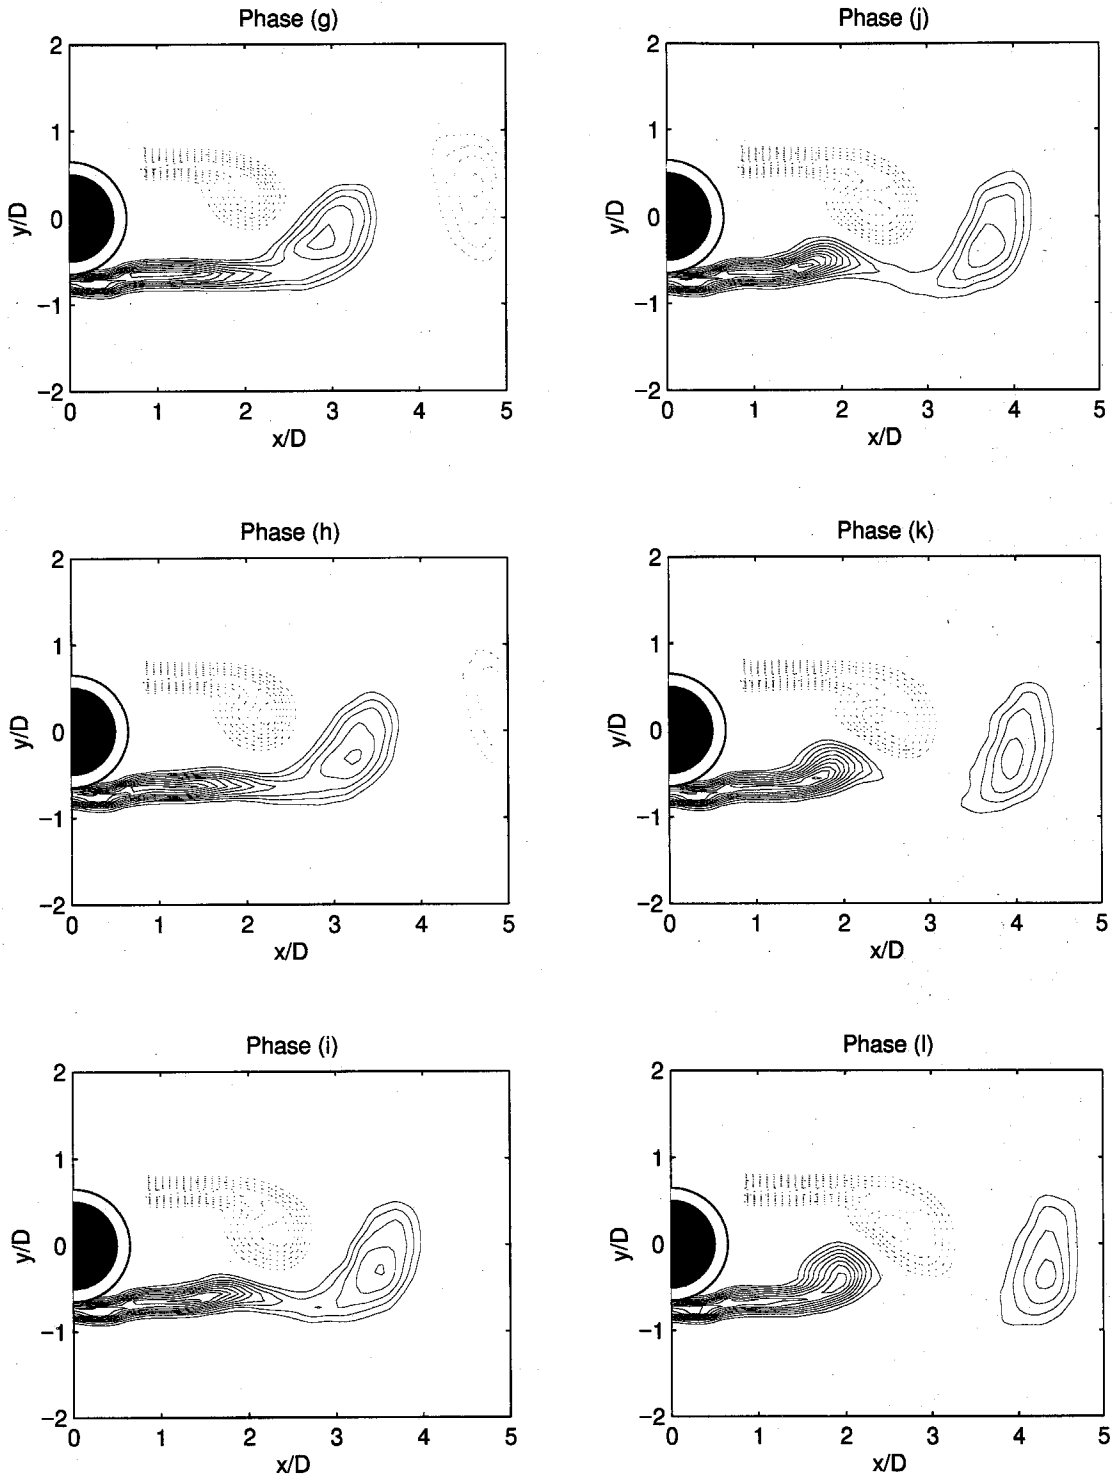 Phase (g)
2
1
0
−1
−2
y/D
0 1 2 3 4 5
x/D
Phase (j)
2
1
0
−1
−2
y/D
0 1 2 3 4 5
x/D
Phase (h)
2
1
0
−1
−2
y/D
0 1 2 3 4 5
x/D
Phase (k)
2
1
0
−1
−2
y/D
0 1 2 3 4 5
x/D
Phase (i)
2
1
0
−1
−2
y/D
0 1 2 3 4 5
x/D
Phase (l)
2
1
0
−1
−2
y/D
0 1 2 3 4 5
x/D